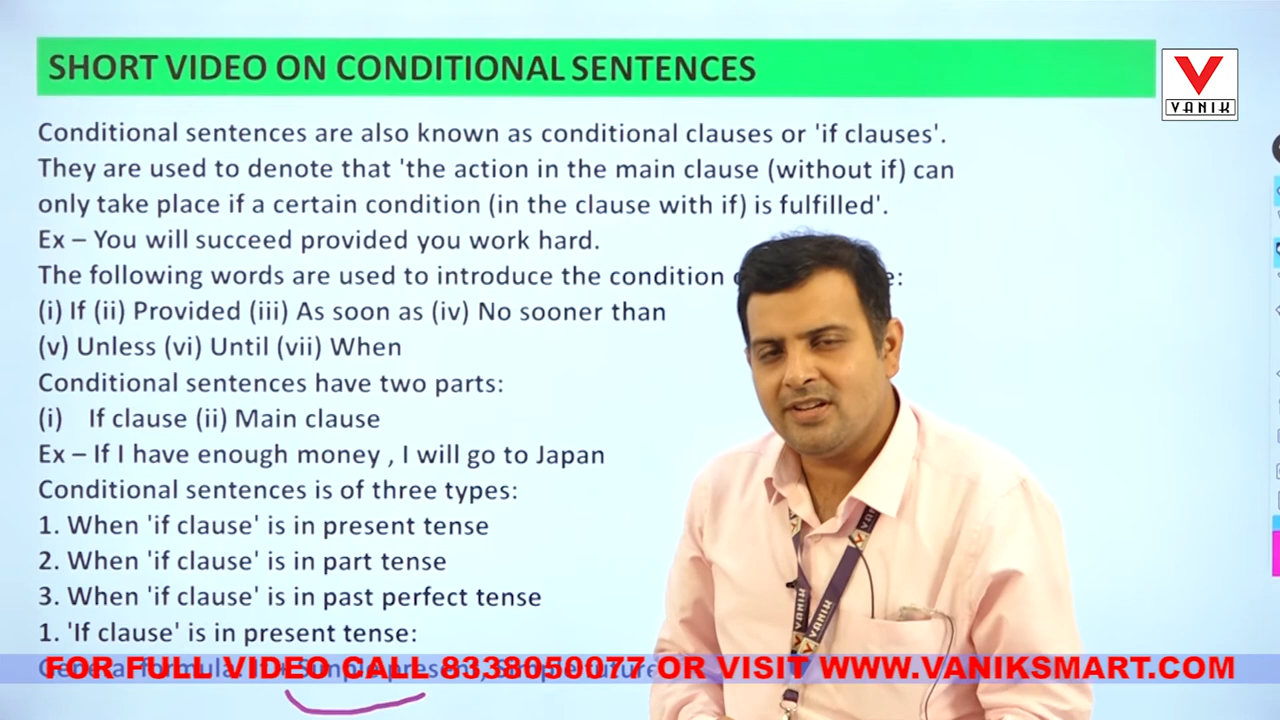 SHORT VIDEO ON CONDITIONAL SENTENCES
VANIK
Conditional sentences are also known as conditional clauses or 'if clauses'.
They are used to denote that 'the action in the main clause (without if) can
only take place if a certain condition (in the clause with if) is fulfilled'.
Ex – You will succeed provided you work hard.
The following words are used to introduce the condition
(i) If (ii) Provided (iii) As soon as (iv) No sooner than
(v) Unless (vi) Until (vii) When
Conditional sentences have two parts:
(i) If clause (ii) Main clause
Ex – If I have enough money , I will go to Japan
Conditional sentences is of three types:
1. When 'if clause' is in present tense
2. When 'if clause' is in part tense
3. When 'if clause' is in past perfect tense
1. 'If clause' is in present tense:
FOR FULL VIDEO CALL 8338050077 OR VISIT WWW.VANIKSMART.COM
VANIK